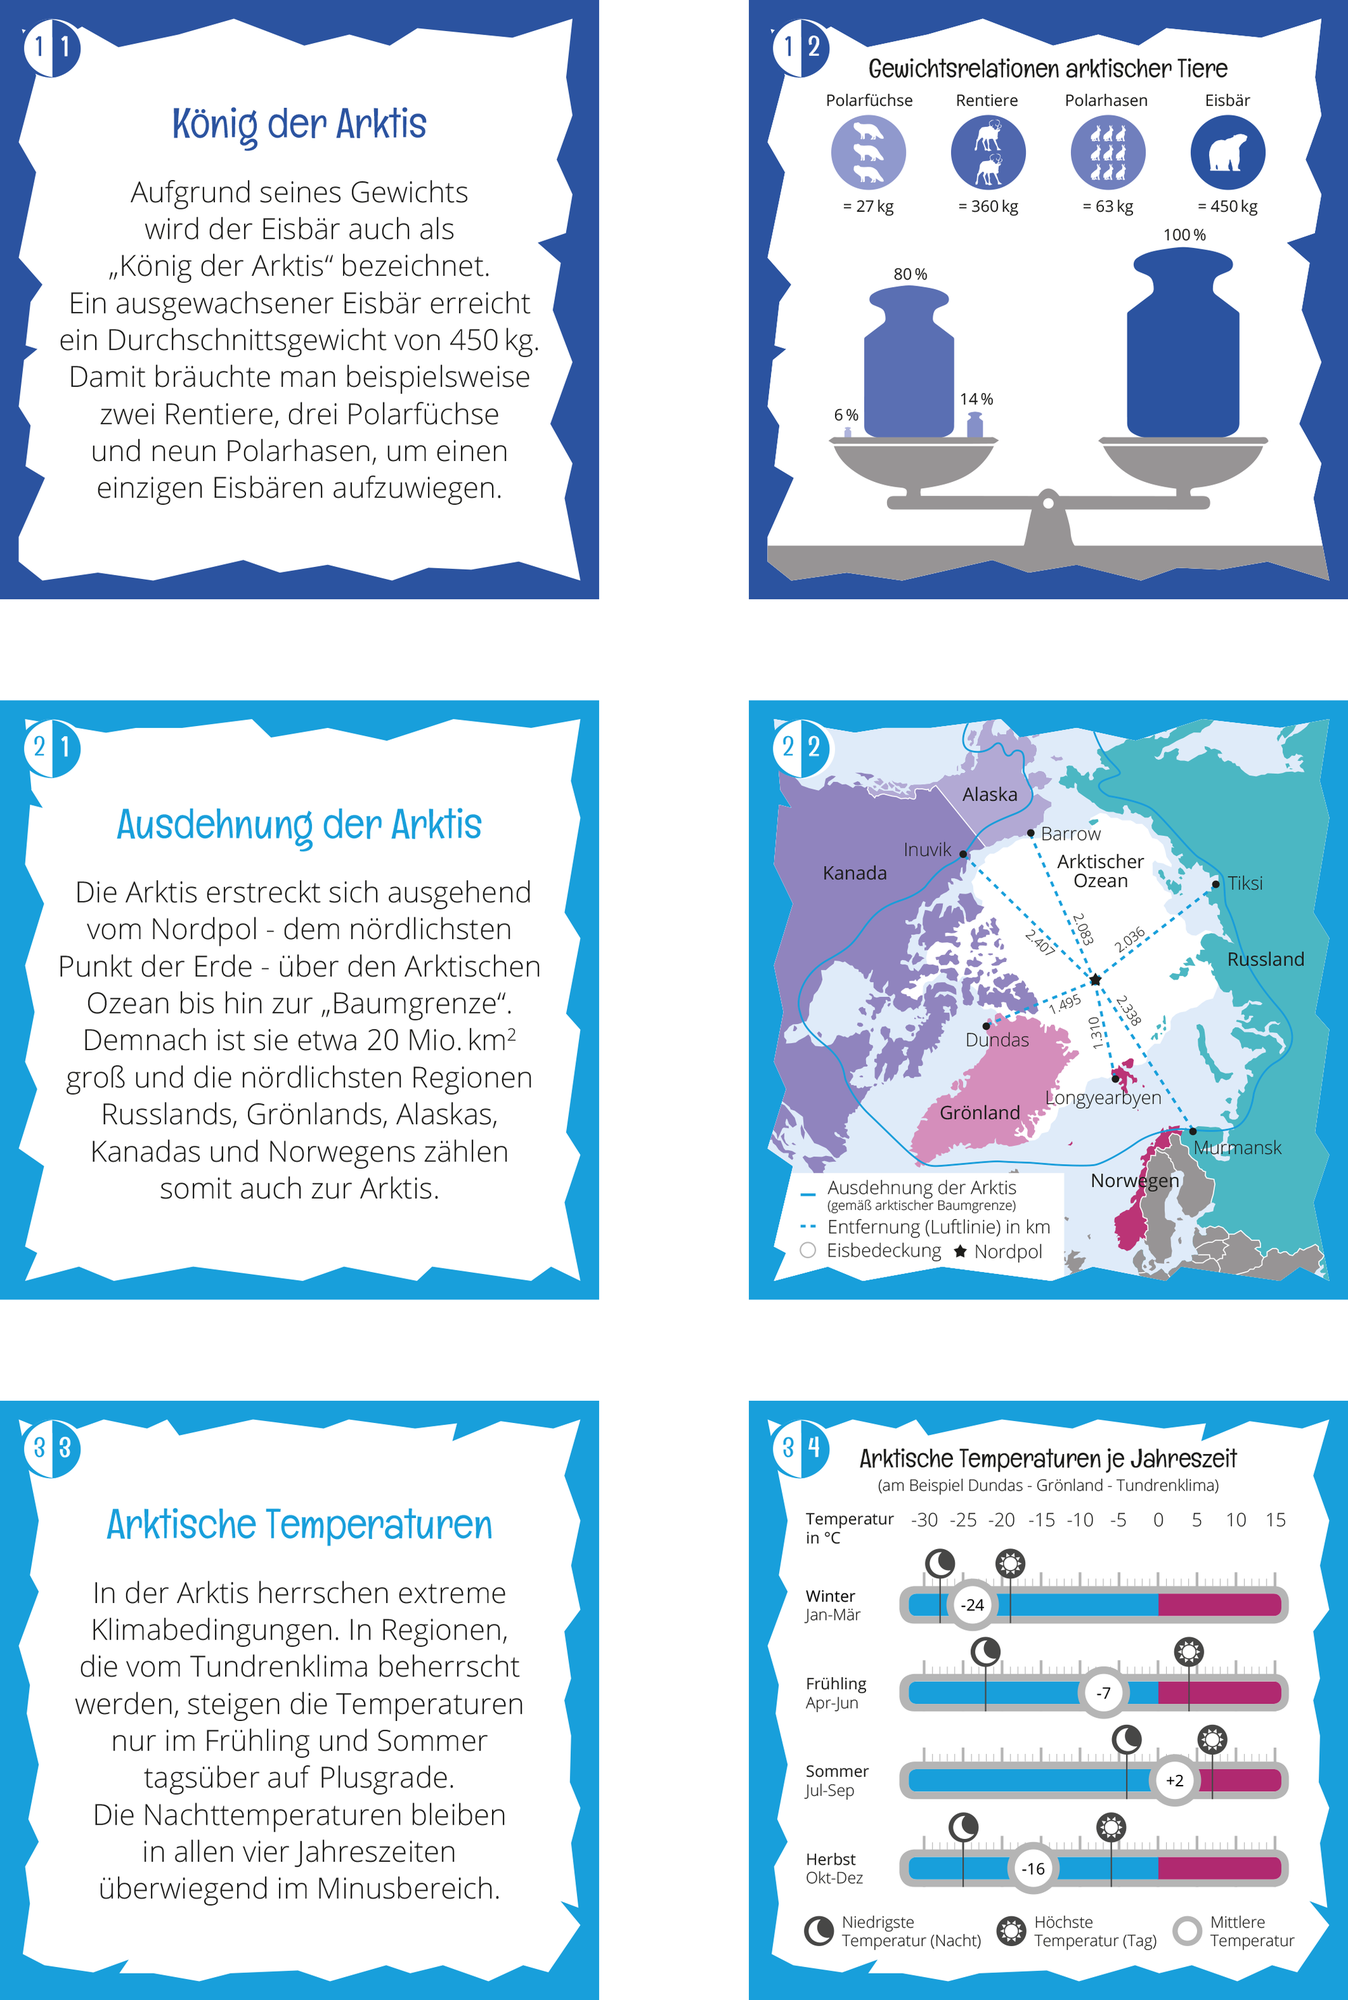 1 1
König der Arktis
Aufgrund seines Gewichts
wird der Eisbär auch als
„König der Arktis“ bezeichnet.
Ein ausgewachsener Eisbär erreicht
ein Durchschnittsgewicht von 450 kg.
Damit bräuchte man beispielsweise
zwei Rentiere, drei Polarfüchse
und neun Polarhasen, um einen
einzigen Eisbären aufzuwiegen.
1 2
Gewichtsrelationen arktischer Tiere
Polarfüchse Rentiere Polarhasen Eisbär
= 27 kg = 360 kg = 63 kg = 450 kg
100 %
80 %
14 %
6 %
2 1
Ausdehnung der Arktis
Die Arktis erstreckt sich ausgehend
vom Nordpol - dem nördlichsten
Punkt der Erde - über den Arktischen
Ozean bis hin zur „Baumgrenze“.
Demnach ist sie etwa 20 Mio. km²
groß und die nördlichsten Regionen
Russlands, Grönlands, Alaskas,
Kanadas und Norwegens zählen
somit auch zur Arktis.
2 2
Alaska
Barrow
Inuvik
Arktischer
Ozean
Kanada
Tiksi
2.083
2.036
2.407
Russland
1.495
2.338
1.310
Dundas
Longyearbyen
Grönland
Murmansk
Norwegen
Ausdehnung der Arktis
(gemäß arktischer Baumgrenze)
Entfernung (Luftlinie) in km
Eisbedeckung Nordpol
3 3
Arktische Temperaturen
In der Arktis herrschen extreme
Klimabedingungen. In Regionen,
die vom Tundrenklima beherrscht
werden, steigen die Temperaturen
nur im Frühling und Sommer
tagsüber auf Plusgrade.
Die Nachttemperaturen bleiben
in allen vier Jahreszeiten
überwiegend im Minusbereich.
3 4
Arktische Temperaturen je Jahreszeit
(am Beispiel Dundas - Grönland - Tundrenklima)
Temperatur
in °C
-30 -25 -20 -15 -10 -5 0 5 10 15
Winter
Jan-Mär
-24
Frühling
Apr-Jun
-7
Sommer
Jul-Sep
+2
Herbst
Okt-Dez
-16
Niedrigste
Temperatur (Nacht)
Höchste
Temperatur (Tag)
Mittlere
Temperatur